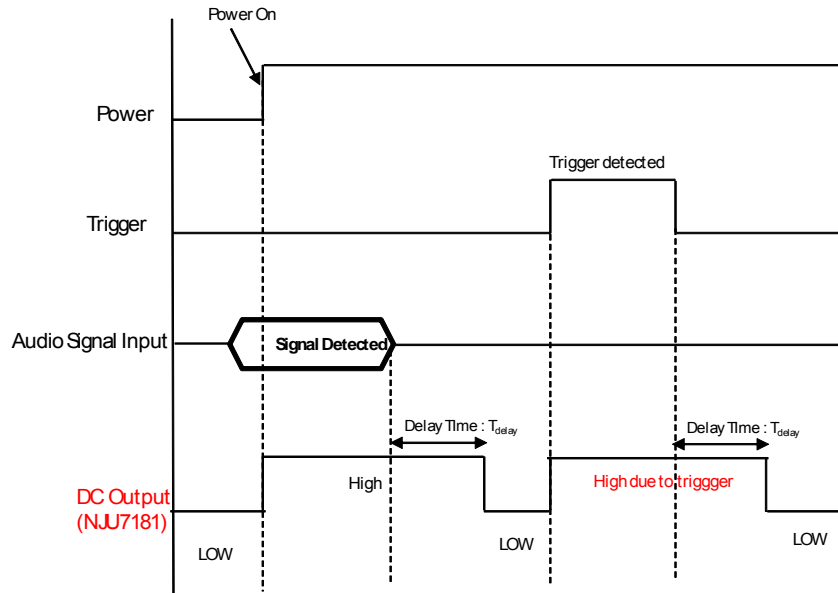 Power On
Power
Trigger detected
Trigger
Audio Signal Input
Signal Detected
Delay TIme : Tdelay
Delay TIme : Tdelay
High
High due to triggger
DC Output
(NJU7181)
LOW
LOW
LOW